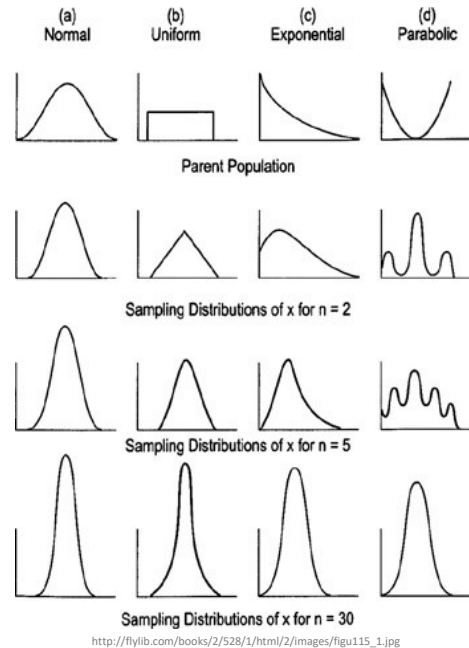 (a) (b) (c) (d)
Normal Uniform Exponential Parabolic
Parent Population
Sampling Distributions of x for n = 2
Sampling Distributions of x for n = 5
Sampling Distributions of x for n = 30
http://flylib.com/books/2/528/1/html/2/images/figu115_1.jpg